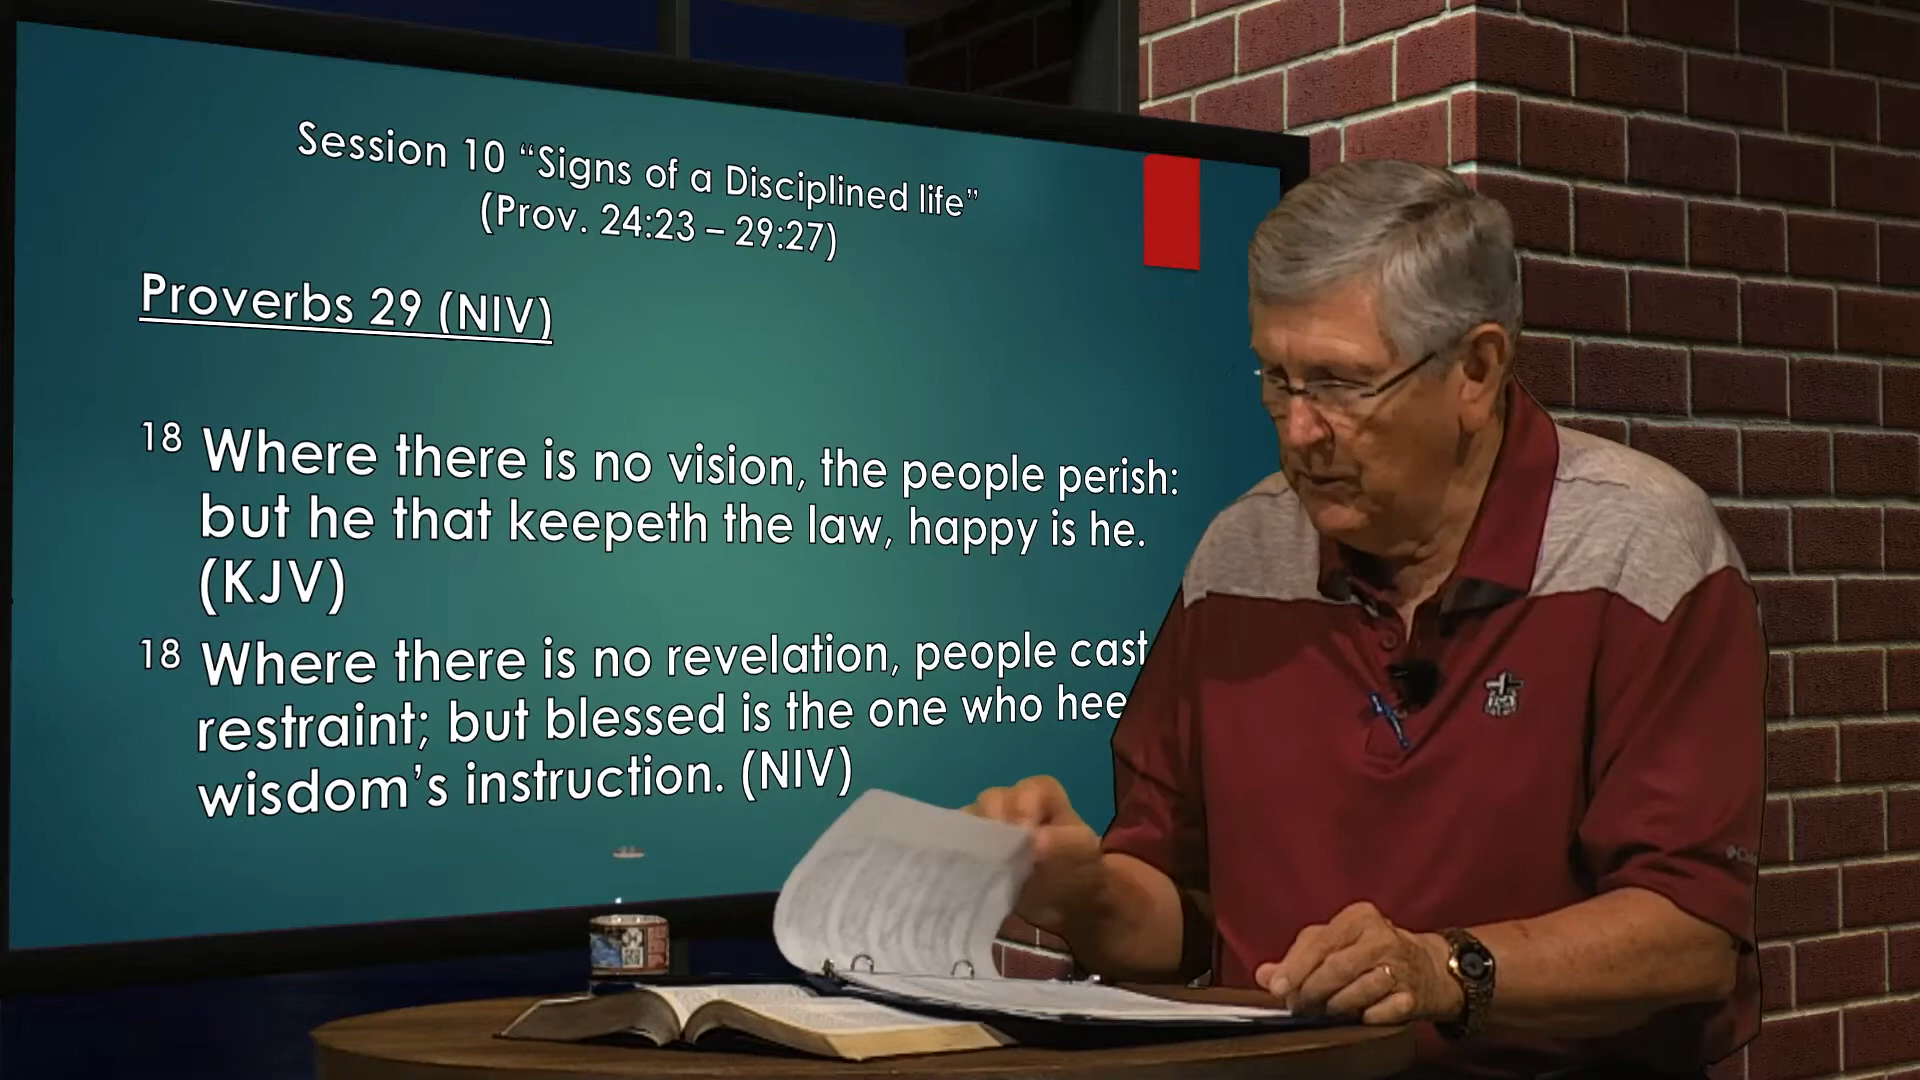 Session 10 “Signs of a Disciplined life”
(Prov. 24:23 – 29:27)
Proverbs 29 (NIV)
18 Where there is no vision, the people perish:
but he that keepeth the law, happy is he.
(KJV)
18 Where there is no revelation, people cast
restraint; but blessed is the one who hee
wisdom’s instruction. (NIV)